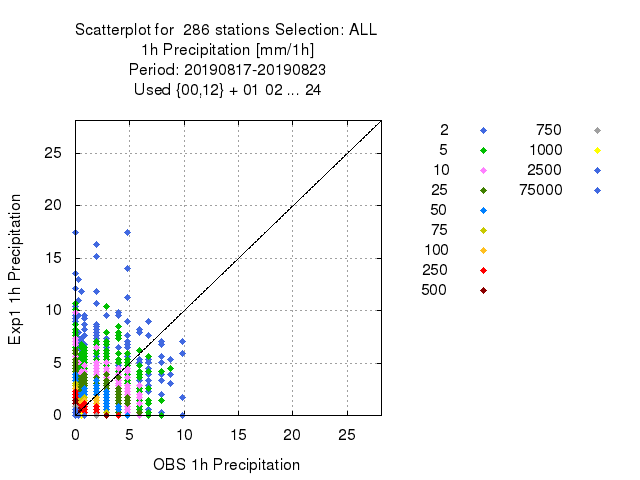 Scatterplot for  286 stations Selection: ALL
1h Precipitation [mm/1h]
Period: 20190817-20190823
Used {00,12} + 01 02 ... 24
Exp1 1h Precipitation
25
20
15
10
5
0
0 5 10 15 20 25
OBS 1h Precipitation
2 750
5 1000
10 2500
25 75000
50
75
100
250
500